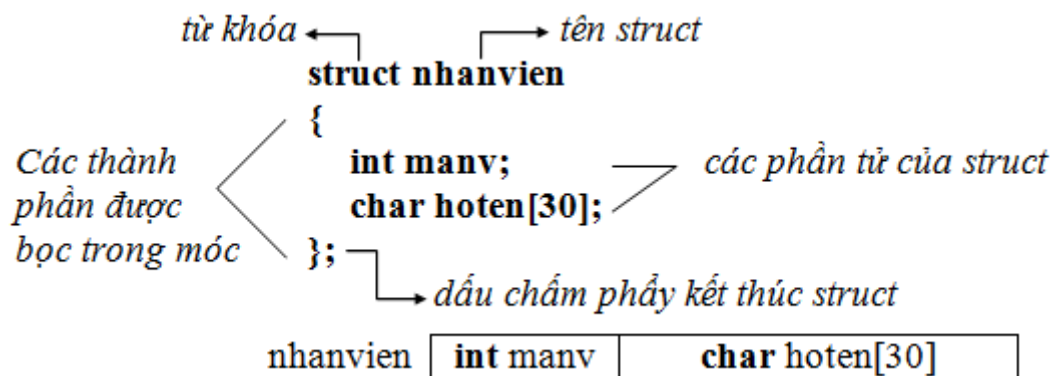 từ khóa tên struct
struct nhanvien
{
Các thành
phần được
bọc trong móc
int manv;
char hoten[30];
các phần tử của struct
};
dấu chấm phẩy kết thúc struct
nhanvien int manv char hoten[30]